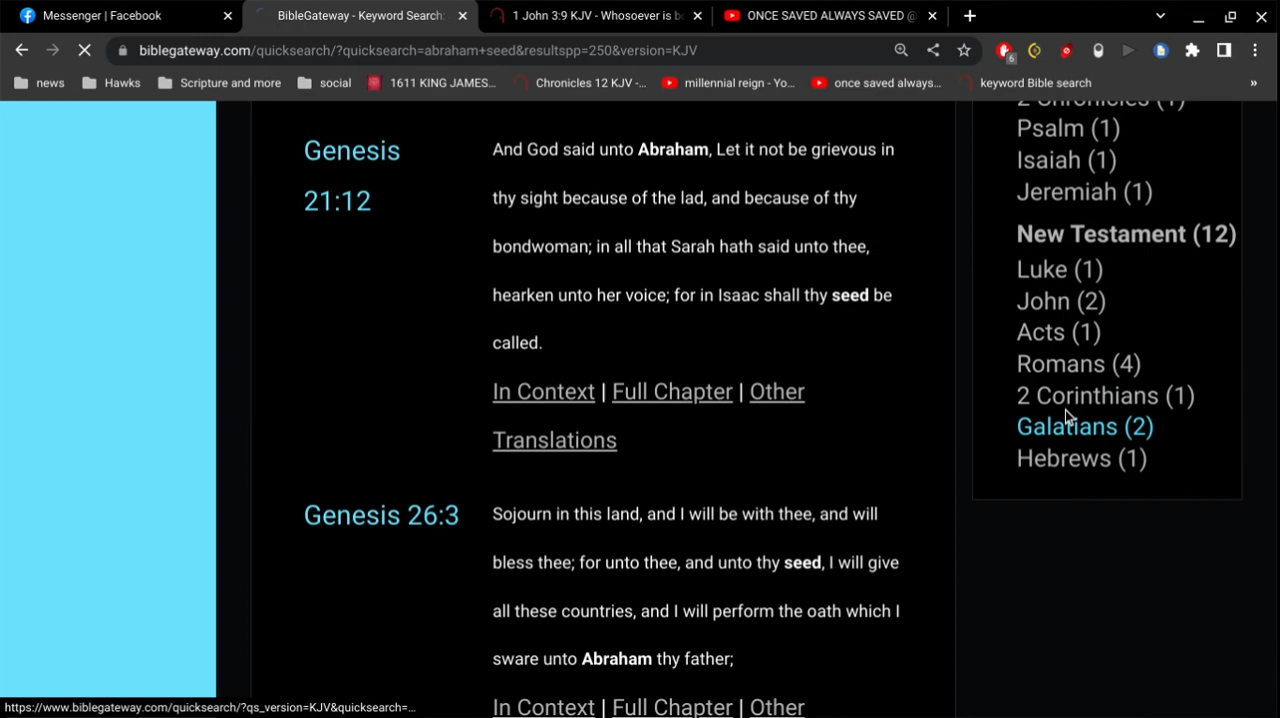 Messenger | Facebook
BibleGateway - Keyword Search:
1 John 3:9 KJV - Whosoever is b
ONCE SAVED ALWAYS SAVED @
biblegateway.com/quicksearch/?quicksearch=abraham+seed&resultspp=250&version=KJV
6
news
Hawks
Scripture and more
social
1611 KING JAMES...
Chronicles 12 KJV -...
millennial reign - Yo...
once saved always...
keyword Bible search
»
Genesis
21:12
And God said unto Abraham, Let it not be grievous in
thy sight because of the lad, and because of thy
bondwoman; in all that Sarah hath said unto thee,
hearken unto her voice; for in Isaac shall thy seed be
called.
In Context | Full Chapter | Other
Translations
Genesis 26:3
Sojourn in this land, and I will be with thee, and will
bless thee; for unto thee, and unto thy seed, I will give
all these countries, and I will perform the oath which I
sware unto Abraham thy father;
In Context | Full Chapter | Other
2 Chronicles (1)
Psalm (1)
Isaiah (1)
Jeremiah (1)
New Testament (12)
Luke (1)
John (2)
Acts (1)
Romans (4)
2 Corinthians (1)
Galatians (2)
Hebrews (1)
https://www.biblegateway.com/quicksearch/?qs_version=KJV&quicksearch=...